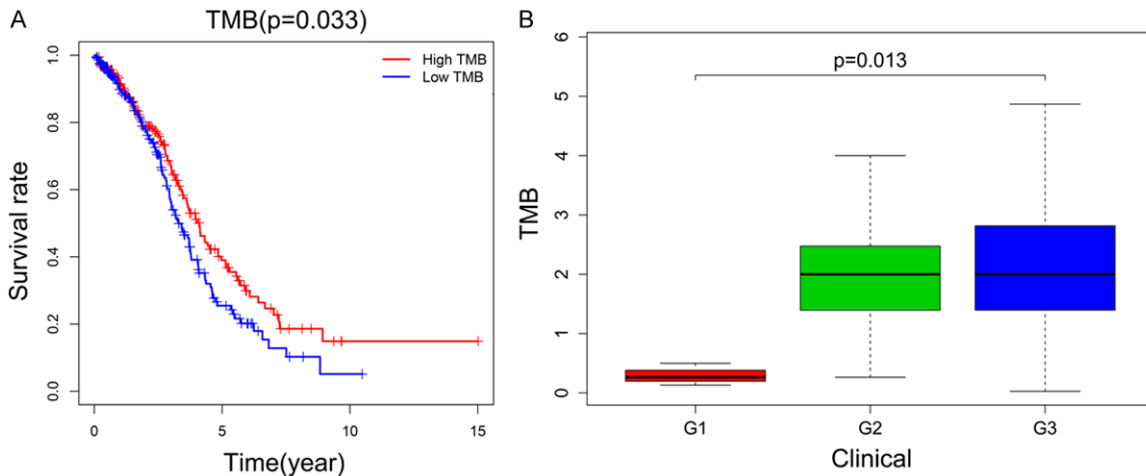 A
TMB(p=0.033)
High TMB
Low TMB
Survival rate
1.0
0.8
0.6
0.4
0.2
0.0
0
5
10
15
Time(year)
B
p=0.013
TMB
6
5
4
3
2
1
0
G1
G2
G3
Clinical